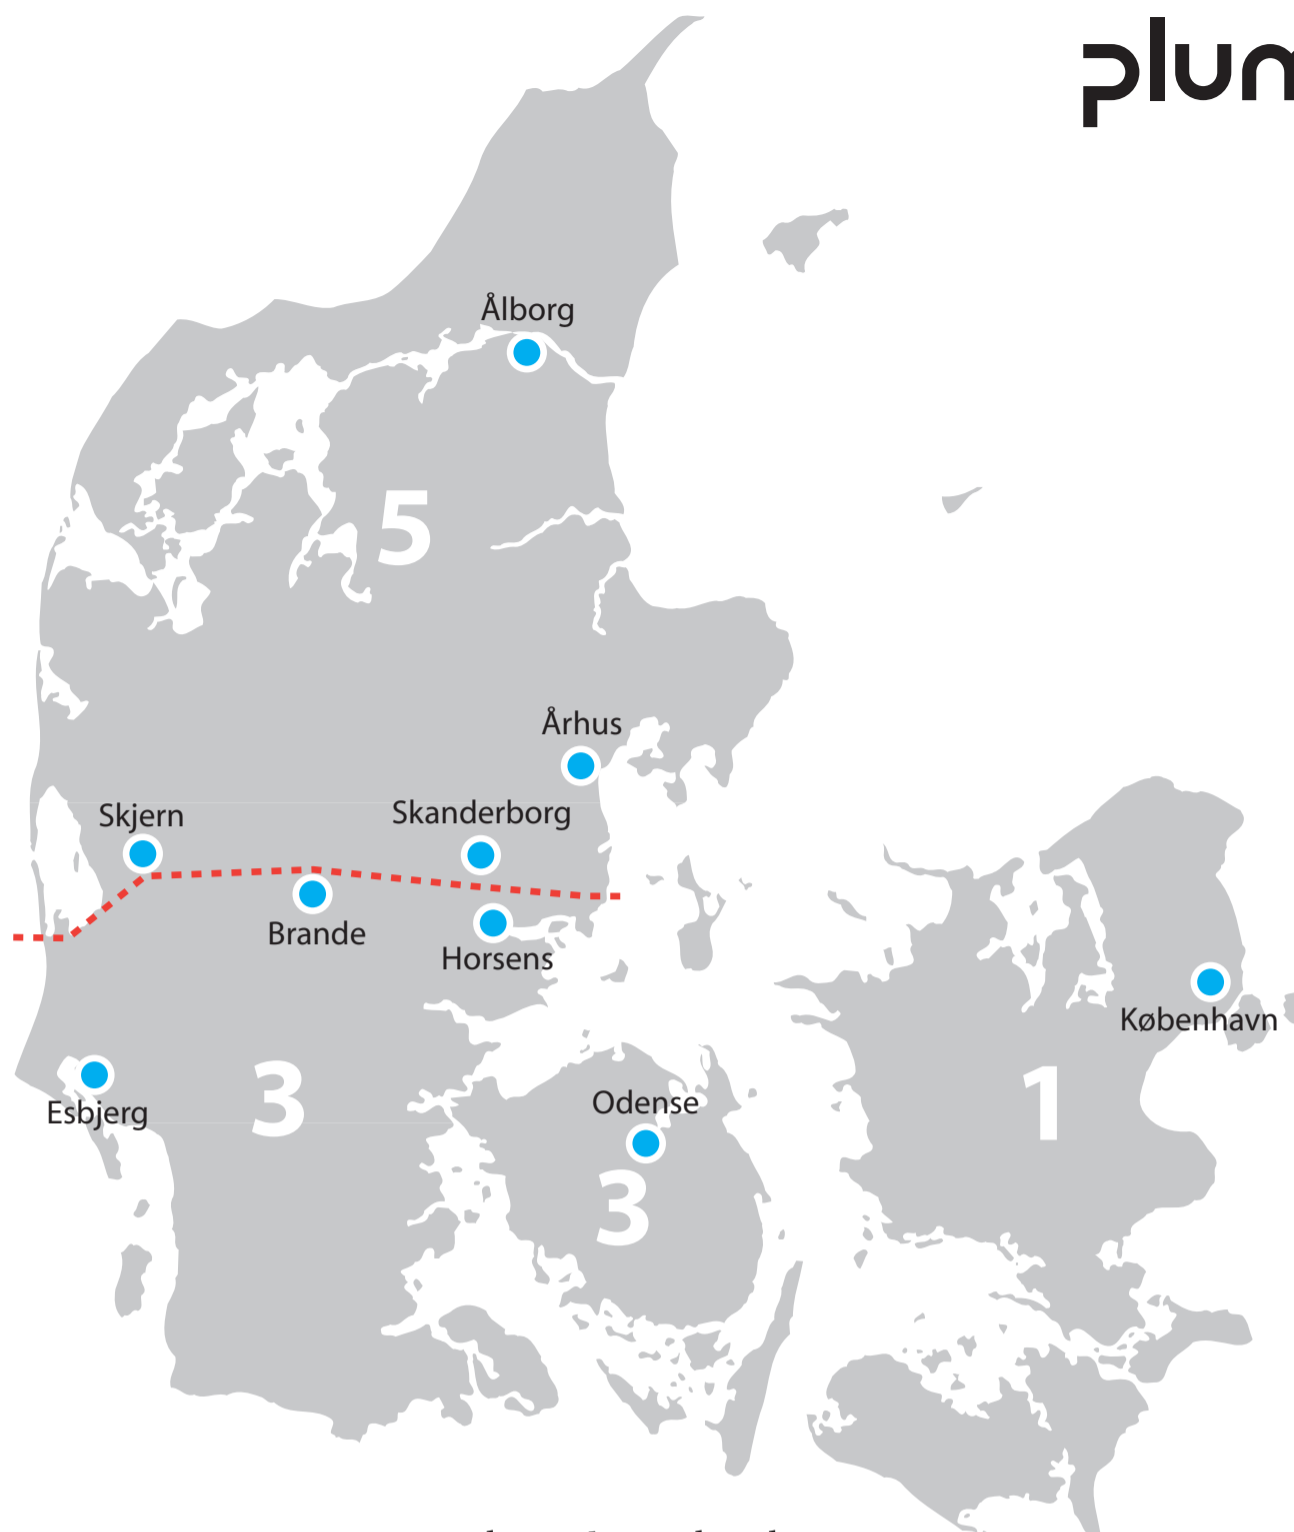 plum
Ålborg
5
Århus
Skjern
Skanderborg
Brande
Horsens
København
Esbjerg
3
Odense
1
3